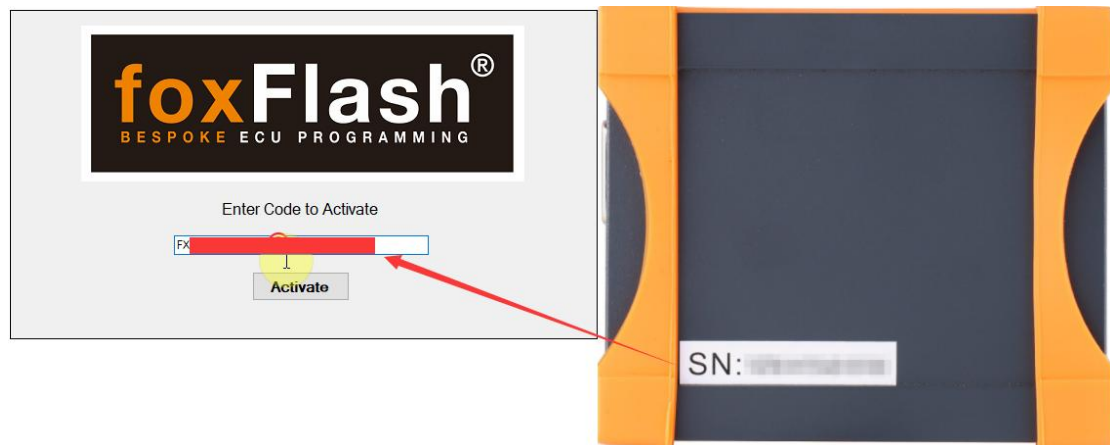 foxFlash®
BESPOKE ECU PROGRAMMING
Enter Code to Activate
FX
Activate
SN: